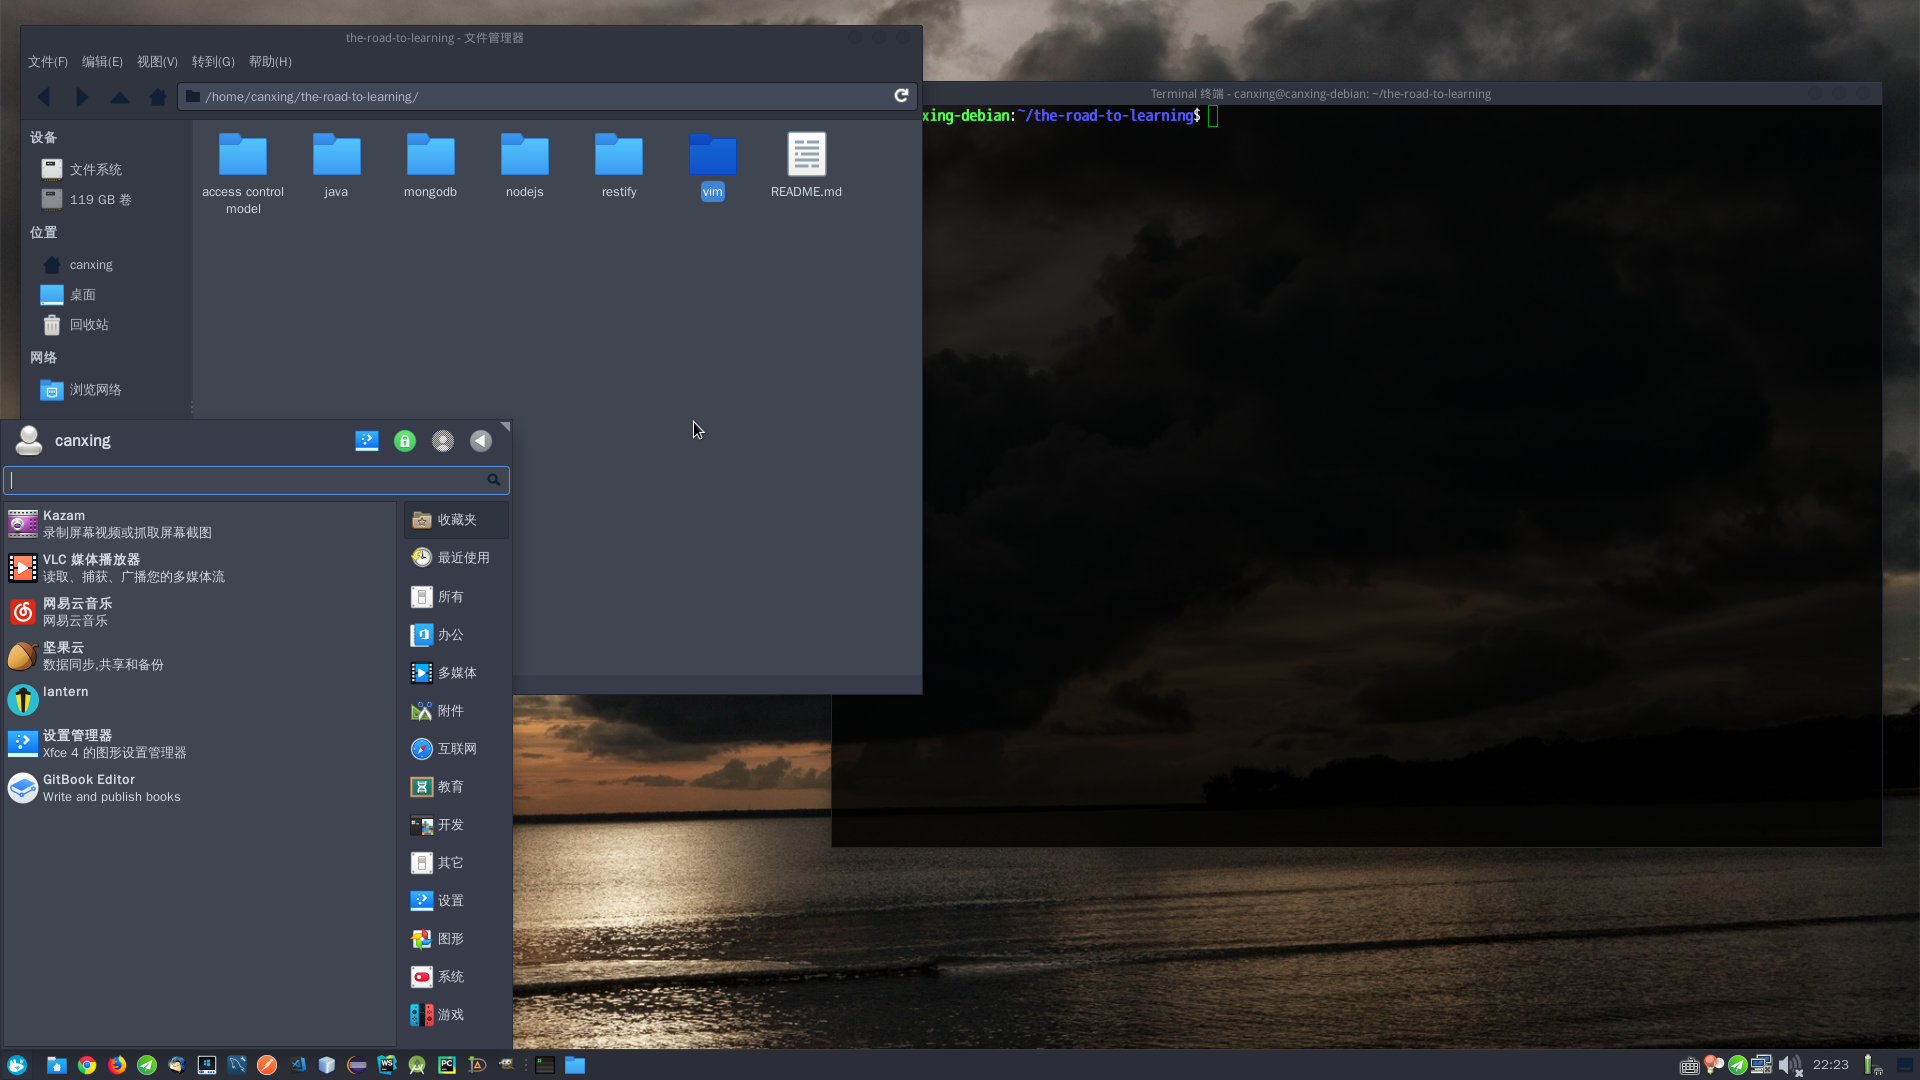 the-road-to-learning - 文件管理器
文件(F) 编辑(E) 视图(V) 转到(G) 帮助(H)
/home/canxing/the-road-to-learning/
设备
文件系统
119 GB 卷
位置
canxing
桌面
回收站
网络
浏览网络
access control
model
java
mongodb
nodejs
restify
vim
README.md
Terminal 终端 - canxing@canxing-debian: ~/the-road-to-learning
xing-debian:~/the-road-to-learning$
canxing
Kazam
录制屏幕视频或抓取屏幕截图
VLC 媒体播放器
读取、捕获、广播您的多媒体流
网易云音乐
网易云音乐
坚果云
数据同步,共享和备份
lantern
设置管理器
Xfce 4 的图形设置管理器
GitBook Editor
Write and publish books
收藏夹
最近使用
所有
办公
多媒体
附件
互联网
教育
开发
其它
设置
图形
系统
游戏
WS
PC
22:23